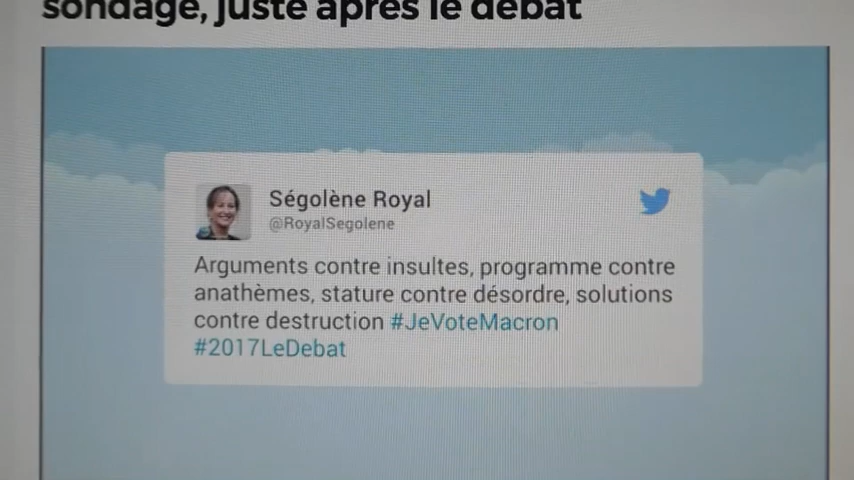 sondage, juste après le débat
Ségolène Royal
@RoyalSegolene
Arguments contre insultes, programme contre
anathèmes, stature contre désordre, solutions
contre destruction #JeVoteMacron
#2017LeDebat